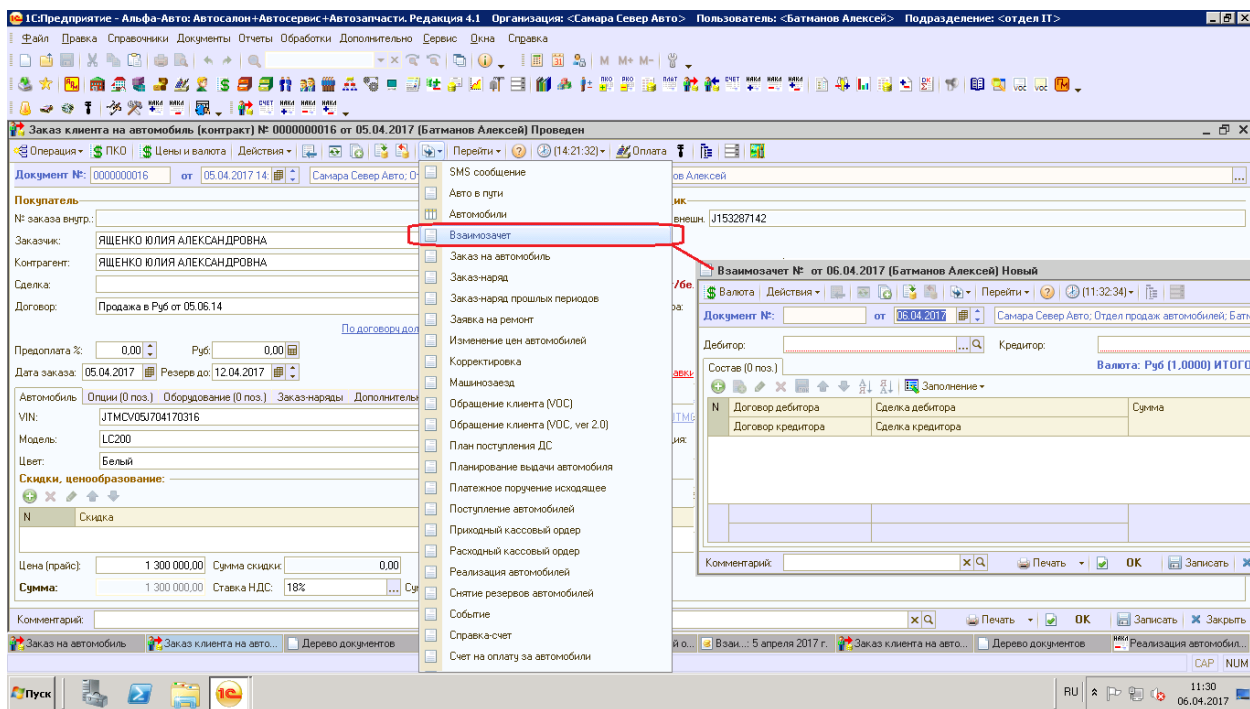 1С:Предприятие - Альфа-Авто: Автосалон+Автосервис+Автозапчасти. Редакция 4.1 Организация: <Самара Север Авто> Пользователь: <Батманов Алексей> Подразделение: <отдел IT>
Файл Правка Справочники Документы Отчеты Обработки Дополнительно Сервис Окна Справка
M M+ M-
Заказ клиента на автомобиль (контракт) № 0000000016 от 05.04.2017 (Батманов Алексей) Проведен
Операция ПКО Цены и валюта Действия Перейти (14:21:32) Оплата
Документ №: 0000000016 от 05.04.2017 14: Самара Север Авто; От ов Алексей
Покупатель ик
№ заказа внутр.: внешн. J153287142
Заказчик: ЯЩЕНКО ЮЛИЯ АЛЕКСАНДРОВНА
Контрагент: ЯЩЕНКО ЮЛИЯ АЛЕКСАНДРОВНА
Сделка: /бе.
Договор: Продажа в Руб от 05.06.14 ра:
По договору дол
Предоплата %: 0,00 Руб: 0,00
Дата заказа: 05.04.2017 Резерв до: 12.04.2017 авки
Автомобиль Опции (0 поз.) Оборудование (0 поз.) Заказ-наряды Дополнитель
VIN: JTMCV05J704170316
Модель: LC200 ия:
Цвет: Белый
Скидки, ценообразование:
N Скидка
Цена (прайс): 1 300 000,00 Сумма скидки: 0,00
Сумма: 1 300 000,00 Ставка НДС: 18% ... Су
Комментарий: Печать OK Записать Закрыть
SMS сообщение
Авто в пути
Автомобили
Взаимозачет
Заказ на автомобиль
Заказ-наряд
Заказ-наряд прошлых периодов
Заявка на ремонт
Изменение цен автомобилей
Корректировка
Машинозаезд
Обращение клиента (VOC)
Обращение клиента (VOC, ver 2.0)
План поступления ДС
Планирование выдачи автомобиля
Платежное поручение исходящее
Поступление автомобилей
Приходный кассовый ордер
Расходный кассовый ордер
Реализация автомобилей
Снятие резервов автомобилей
Событие
Справка-счет
Счет на оплату за автомобили
Взаимозачет № от 06.04.2017 (Батманов Алексей) Новый
Валюта Действия Перейти (11:32:34)
Документ №: от 06.04.2017 Самара Север Авто; Отдел продаж автомобилей; Батм
Дебитор: ... Кредитор:
Состав (0 поз.) Валюта: Руб (1,0000) ИТОГО
Заполнение
N Договор дебитора Сделка дебитора Сумма
Договор кредитора Сделка кредитора
Комментарий: Печать OK Записать
Заказ на автомобиль Заказ клиента на авто... Дерево документов й о... Взаи...: 5 апреля 2017 г. Заказ клиента на авто... Дерево документов Реализация автомобил...
CAP NUM
Пуск RU 11:30
06.04.2017